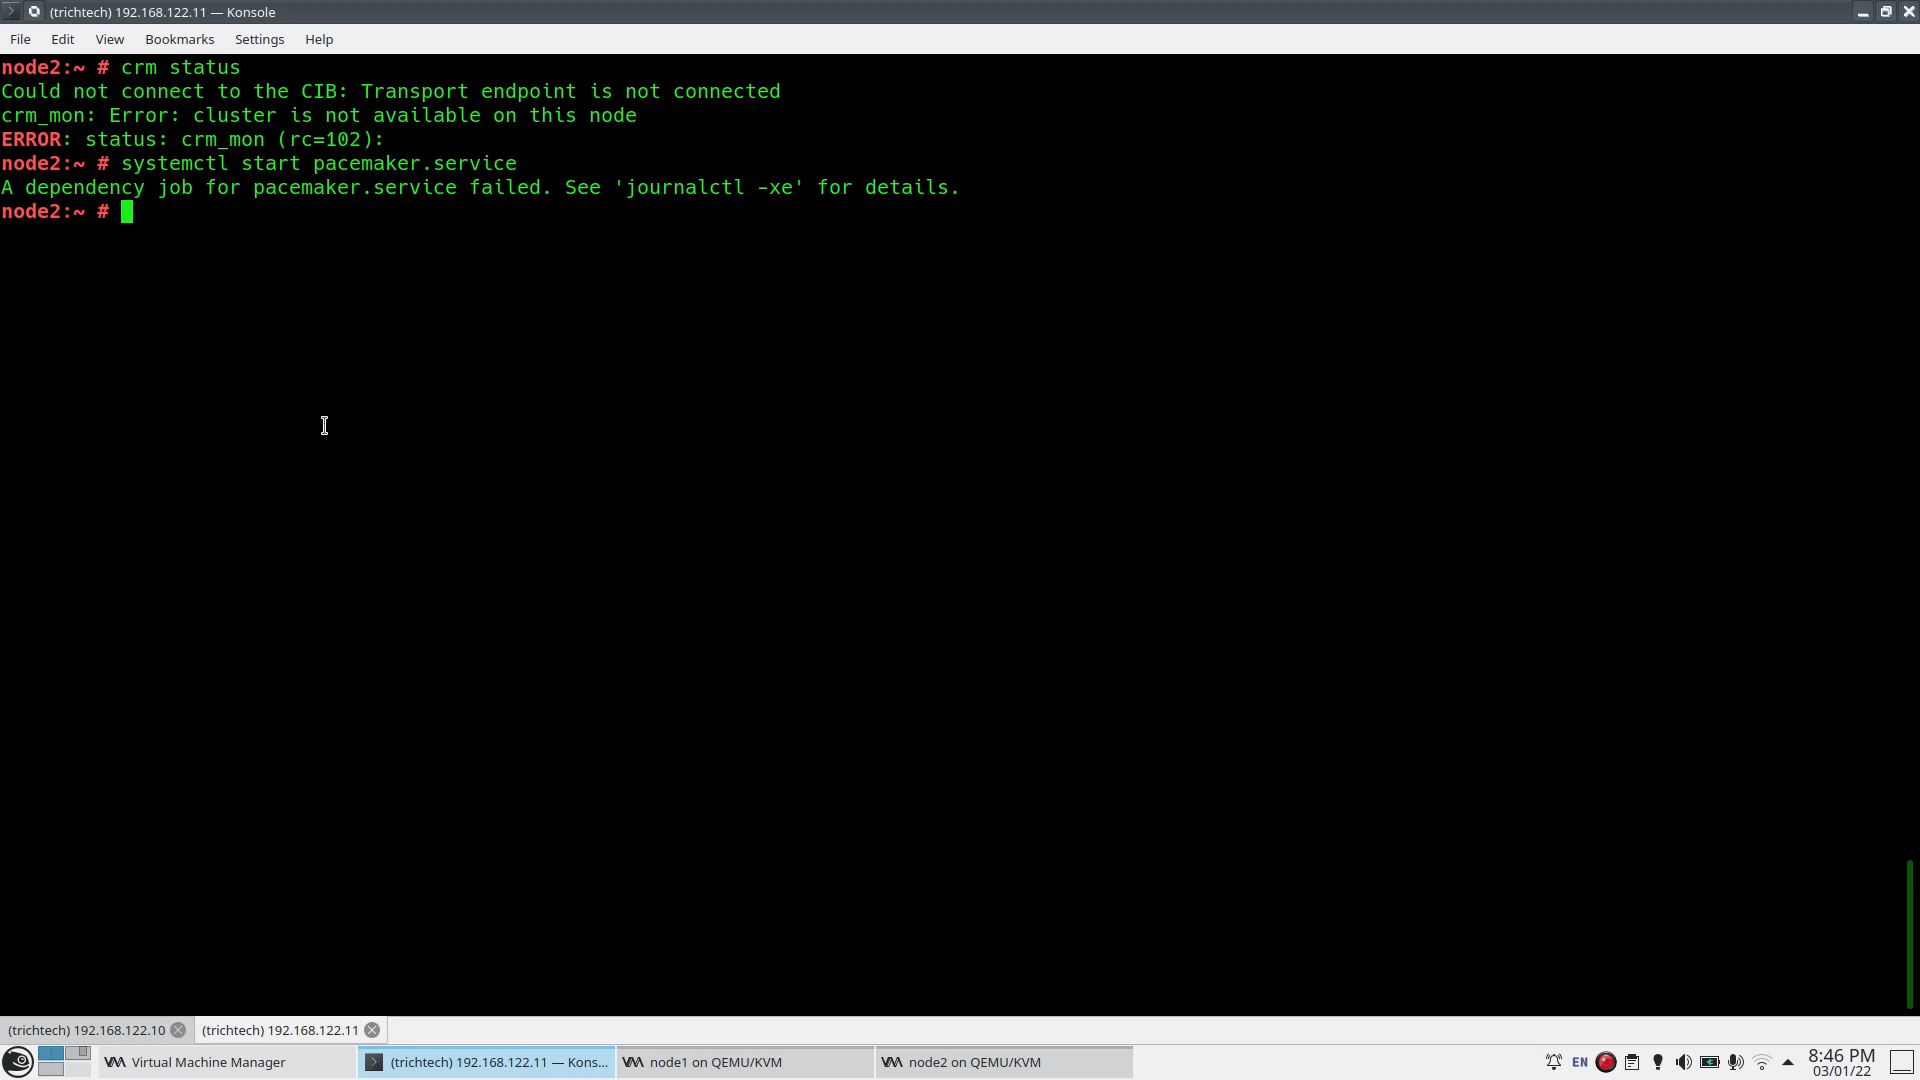 (trichtech) 192.168.122.11 — Konsole
File Edit View Bookmarks Settings Help
node2:~ # crm status
Could not connect to the CIB: Transport endpoint is not connected
crm_mon: Error: cluster is not available on this node
ERROR: status: crm_mon (rc=102):
node2:~ # systemctl start pacemaker.service
A dependency job for pacemaker.service failed. See 'journalctl -xe' for details.
node2:~ #
(trichtech) 192.168.122.10 (trichtech) 192.168.122.11
Virtual Machine Manager (trichtech) 192.168.122.11 — Kons... node1 on QEMU/KVM node2 on QEMU/KVM EN 8:46 PM
03/01/22